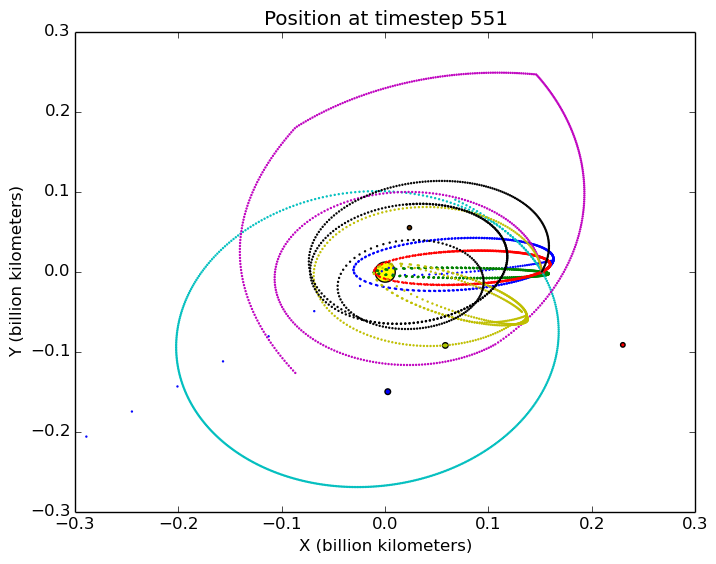 Position at timestep 551
0.3
0.2
0.1
0.0
−0.1
−0.2
−0.3
Y (billion kilometers)
−0.3 −0.2 −0.1 0.0 0.1 0.2 0.3
X (billion kilometers)